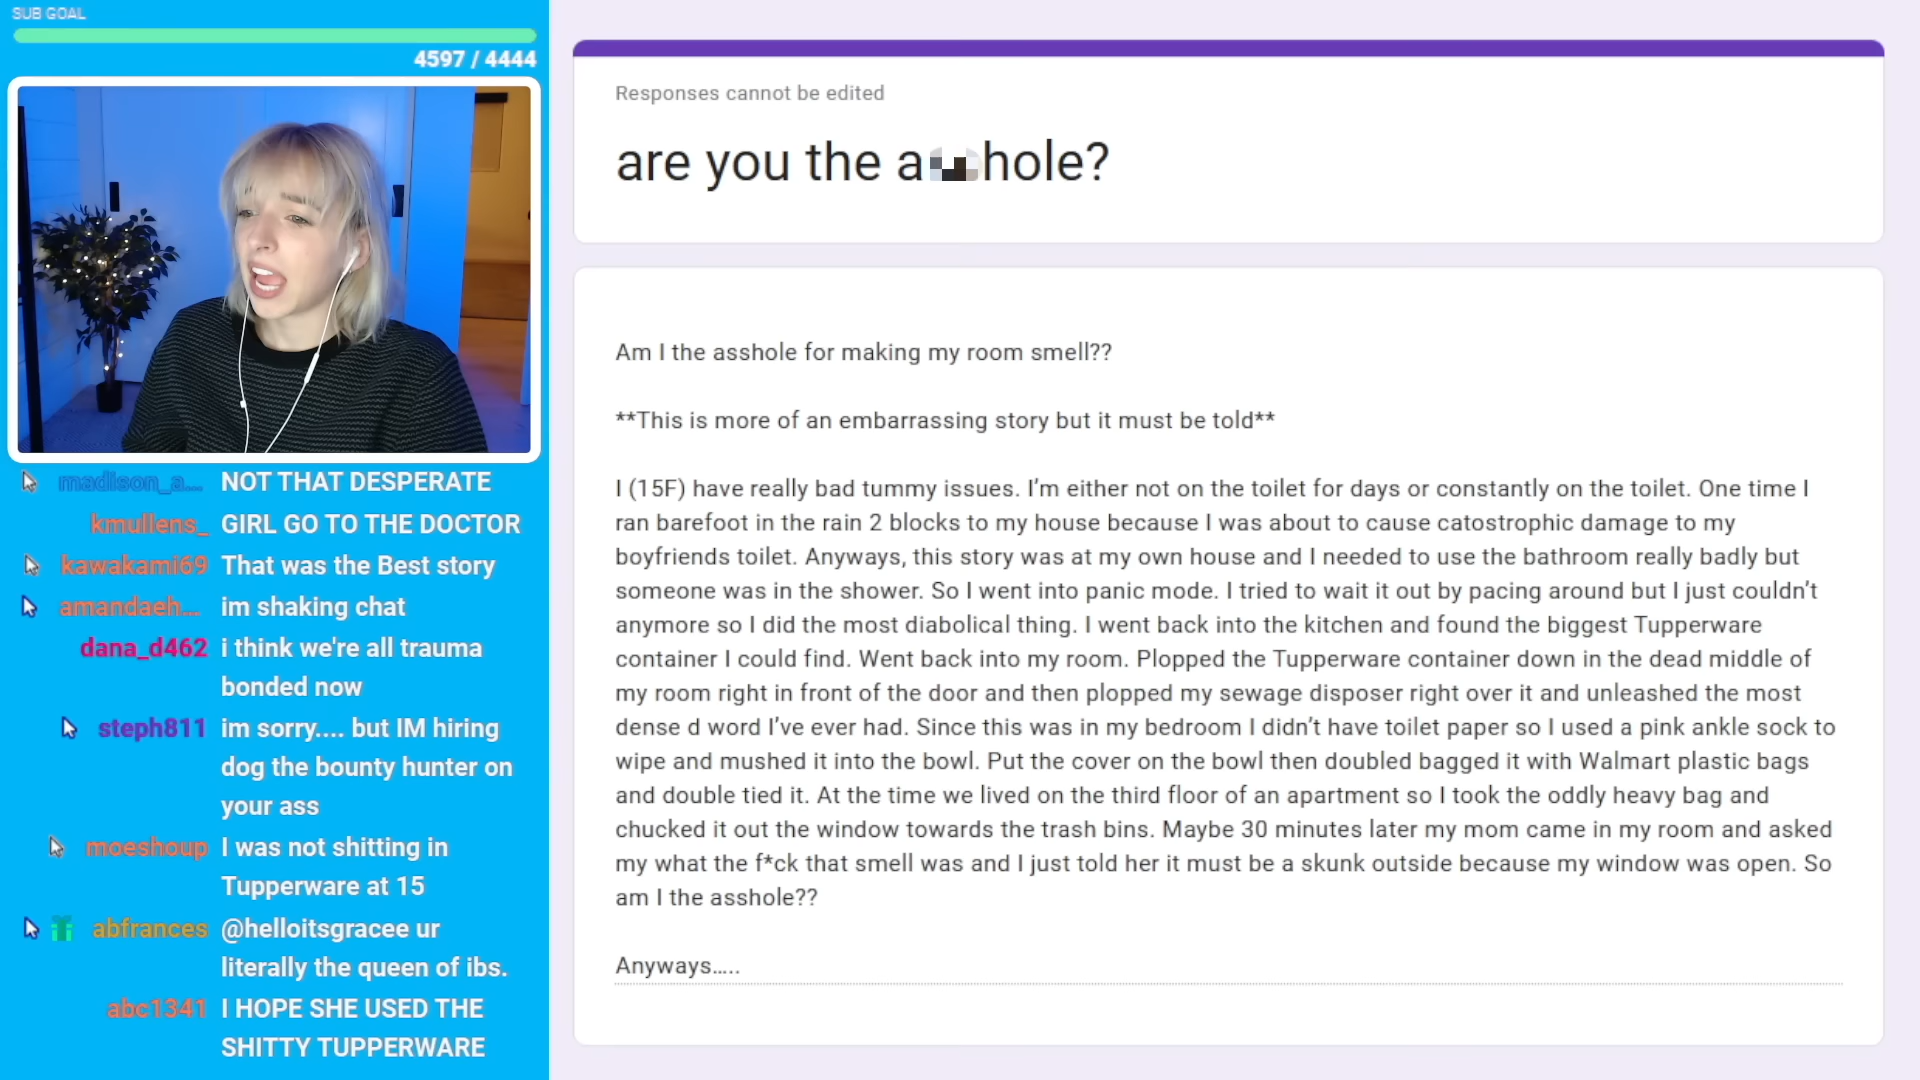 SUB GOAL
4597 / 4444
madison_a... NOT THAT DESPERATE
kmullens_ GIRL GO TO THE DOCTOR
kawakami69 That was the Best story
amandaeh... im shaking chat
dana_d462 i think we're all trauma
bonded now
steph811 im sorry.... but IM hiring
dog the bounty hunter on
your ass
moeshoup I was not shitting in
Tupperware at 15
abfrances @helloitsgracee ur
literally the queen of ibs.
abc1341 I HOPE SHE USED THE
SHITTY TUPPERWARE
Responses cannot be edited
are you the a hole?
Am I the asshole for making my room smell??
**This is more of an embarrassing story but it must be told**
I (15F) have really bad tummy issues. I’m either not on the toilet for days or constantly on the toilet. One time I
ran barefoot in the rain 2 blocks to my house because I was about to cause catostrophic damage to my
boyfriends toilet. Anyways, this story was at my own house and I needed to use the bathroom really badly but
someone was in the shower. So I went into panic mode. I tried to wait it out by pacing around but I just couldn’t
anymore so I did the most diabolical thing. I went back into the kitchen and found the biggest Tupperware
container I could find. Went back into my room. Plopped the Tupperware container down in the dead middle of
my room right in front of the door and then plopped my sewage disposer right over it and unleashed the most
dense d word I’ve ever had. Since this was in my bedroom I didn’t have toilet paper so I used a pink ankle sock to
wipe and mushed it into the bowl. Put the cover on the bowl then doubled bagged it with Walmart plastic bags
and double tied it. At the time we lived on the third floor of an apartment so I took the oddly heavy bag and
chucked it out the window towards the trash bins. Maybe 30 minutes later my mom came in my room and asked
my what the f*ck that smell was and I just told her it must be a skunk outside because my window was open. So
am I the asshole??
Anyways.....